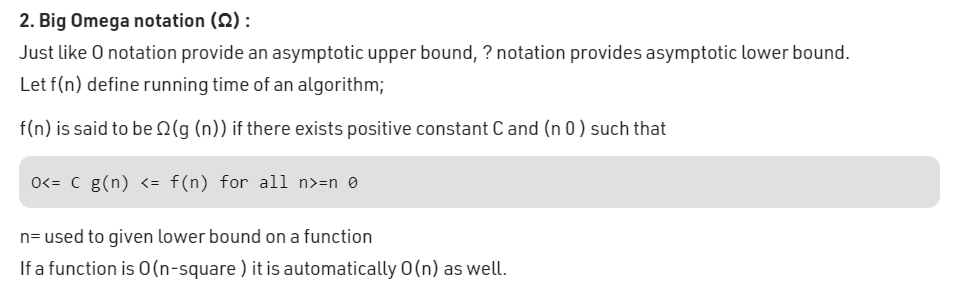 2. Big Omega notation (Ω) :
Just like O notation provide an asymptotic upper bound, ? notation provides asymptotic lower bound.
Let f(n) define running time of an algorithm;
f(n) is said to be Ω(g (n)) if there exists positive constant C and (n 0 ) such that
O<= C g(n) <= f(n) for all n>=n 0
n= used to given lower bound on a function
If a function is O(n-square ) it is automatically O(n) as well.